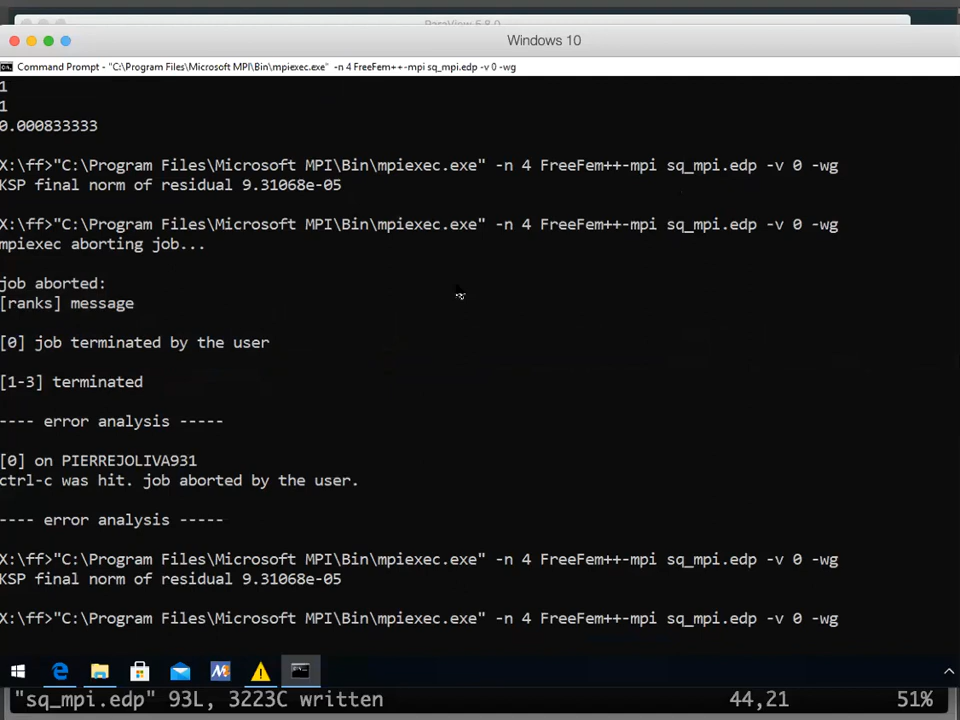 ParaView 5.8.0
Windows 10
Command Prompt - "C:\Program Files\Microsoft MPI\Bin\mpiexec.exe" -n 4 FreeFem++-mpi sq_mpi.edp -v 0 -wg
1
1
0.000833333
X:\ff>"C:\Program Files\Microsoft MPI\Bin\mpiexec.exe" -n 4 FreeFem++-mpi sq_mpi.edp -v 0 -wg
KSP final norm of residual 9.31068e-05
X:\ff>"C:\Program Files\Microsoft MPI\Bin\mpiexec.exe" -n 4 FreeFem++-mpi sq_mpi.edp -v 0 -wg
mpiexec aborting job...
job aborted:
[ranks] message
[0] job terminated by the user
[1-3] terminated
---- error analysis -----
[0] on PIERREJOLIVA931
ctrl-c was hit. job aborted by the user.
---- error analysis -----
X:\ff>"C:\Program Files\Microsoft MPI\Bin\mpiexec.exe" -n 4 FreeFem++-mpi sq_mpi.edp -v 0 -wg
KSP final norm of residual 9.31068e-05
X:\ff>"C:\Program Files\Microsoft MPI\Bin\mpiexec.exe" -n 4 FreeFem++-mpi sq_mpi.edp -v 0 -wg
"sq_mpi.edp" 93L, 3223C written 44,21 51%